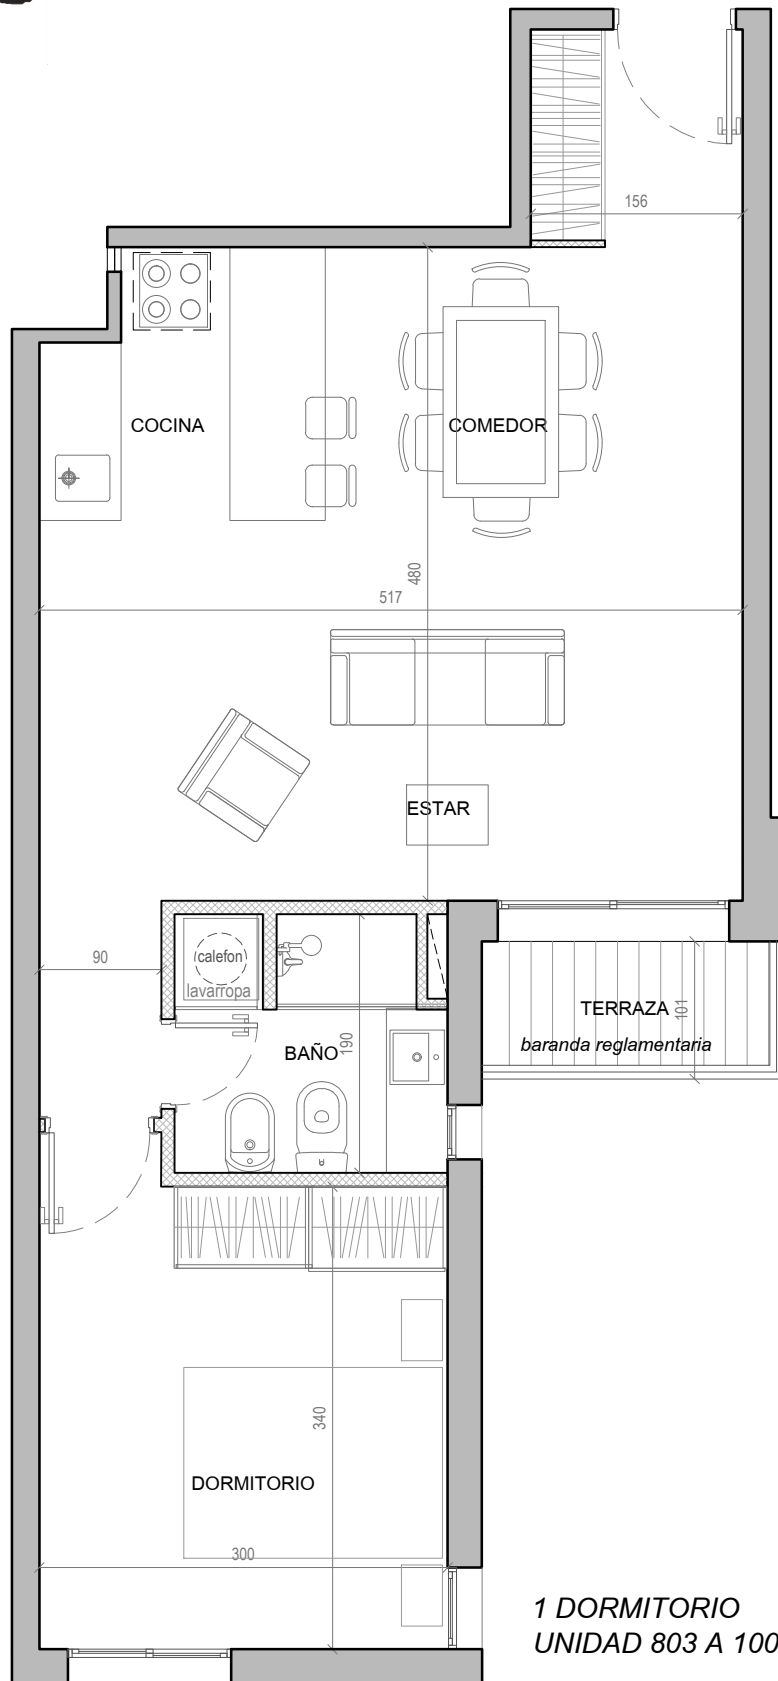 156
COCINA
COMEDOR
480
517
ESTAR
90
calefon
lavarropa
TERRAZA
101
baranda reglamentaria
BAÑO
190
340
DORMITORIO
300
1 DORMITORIO
UNIDAD 803 A 100